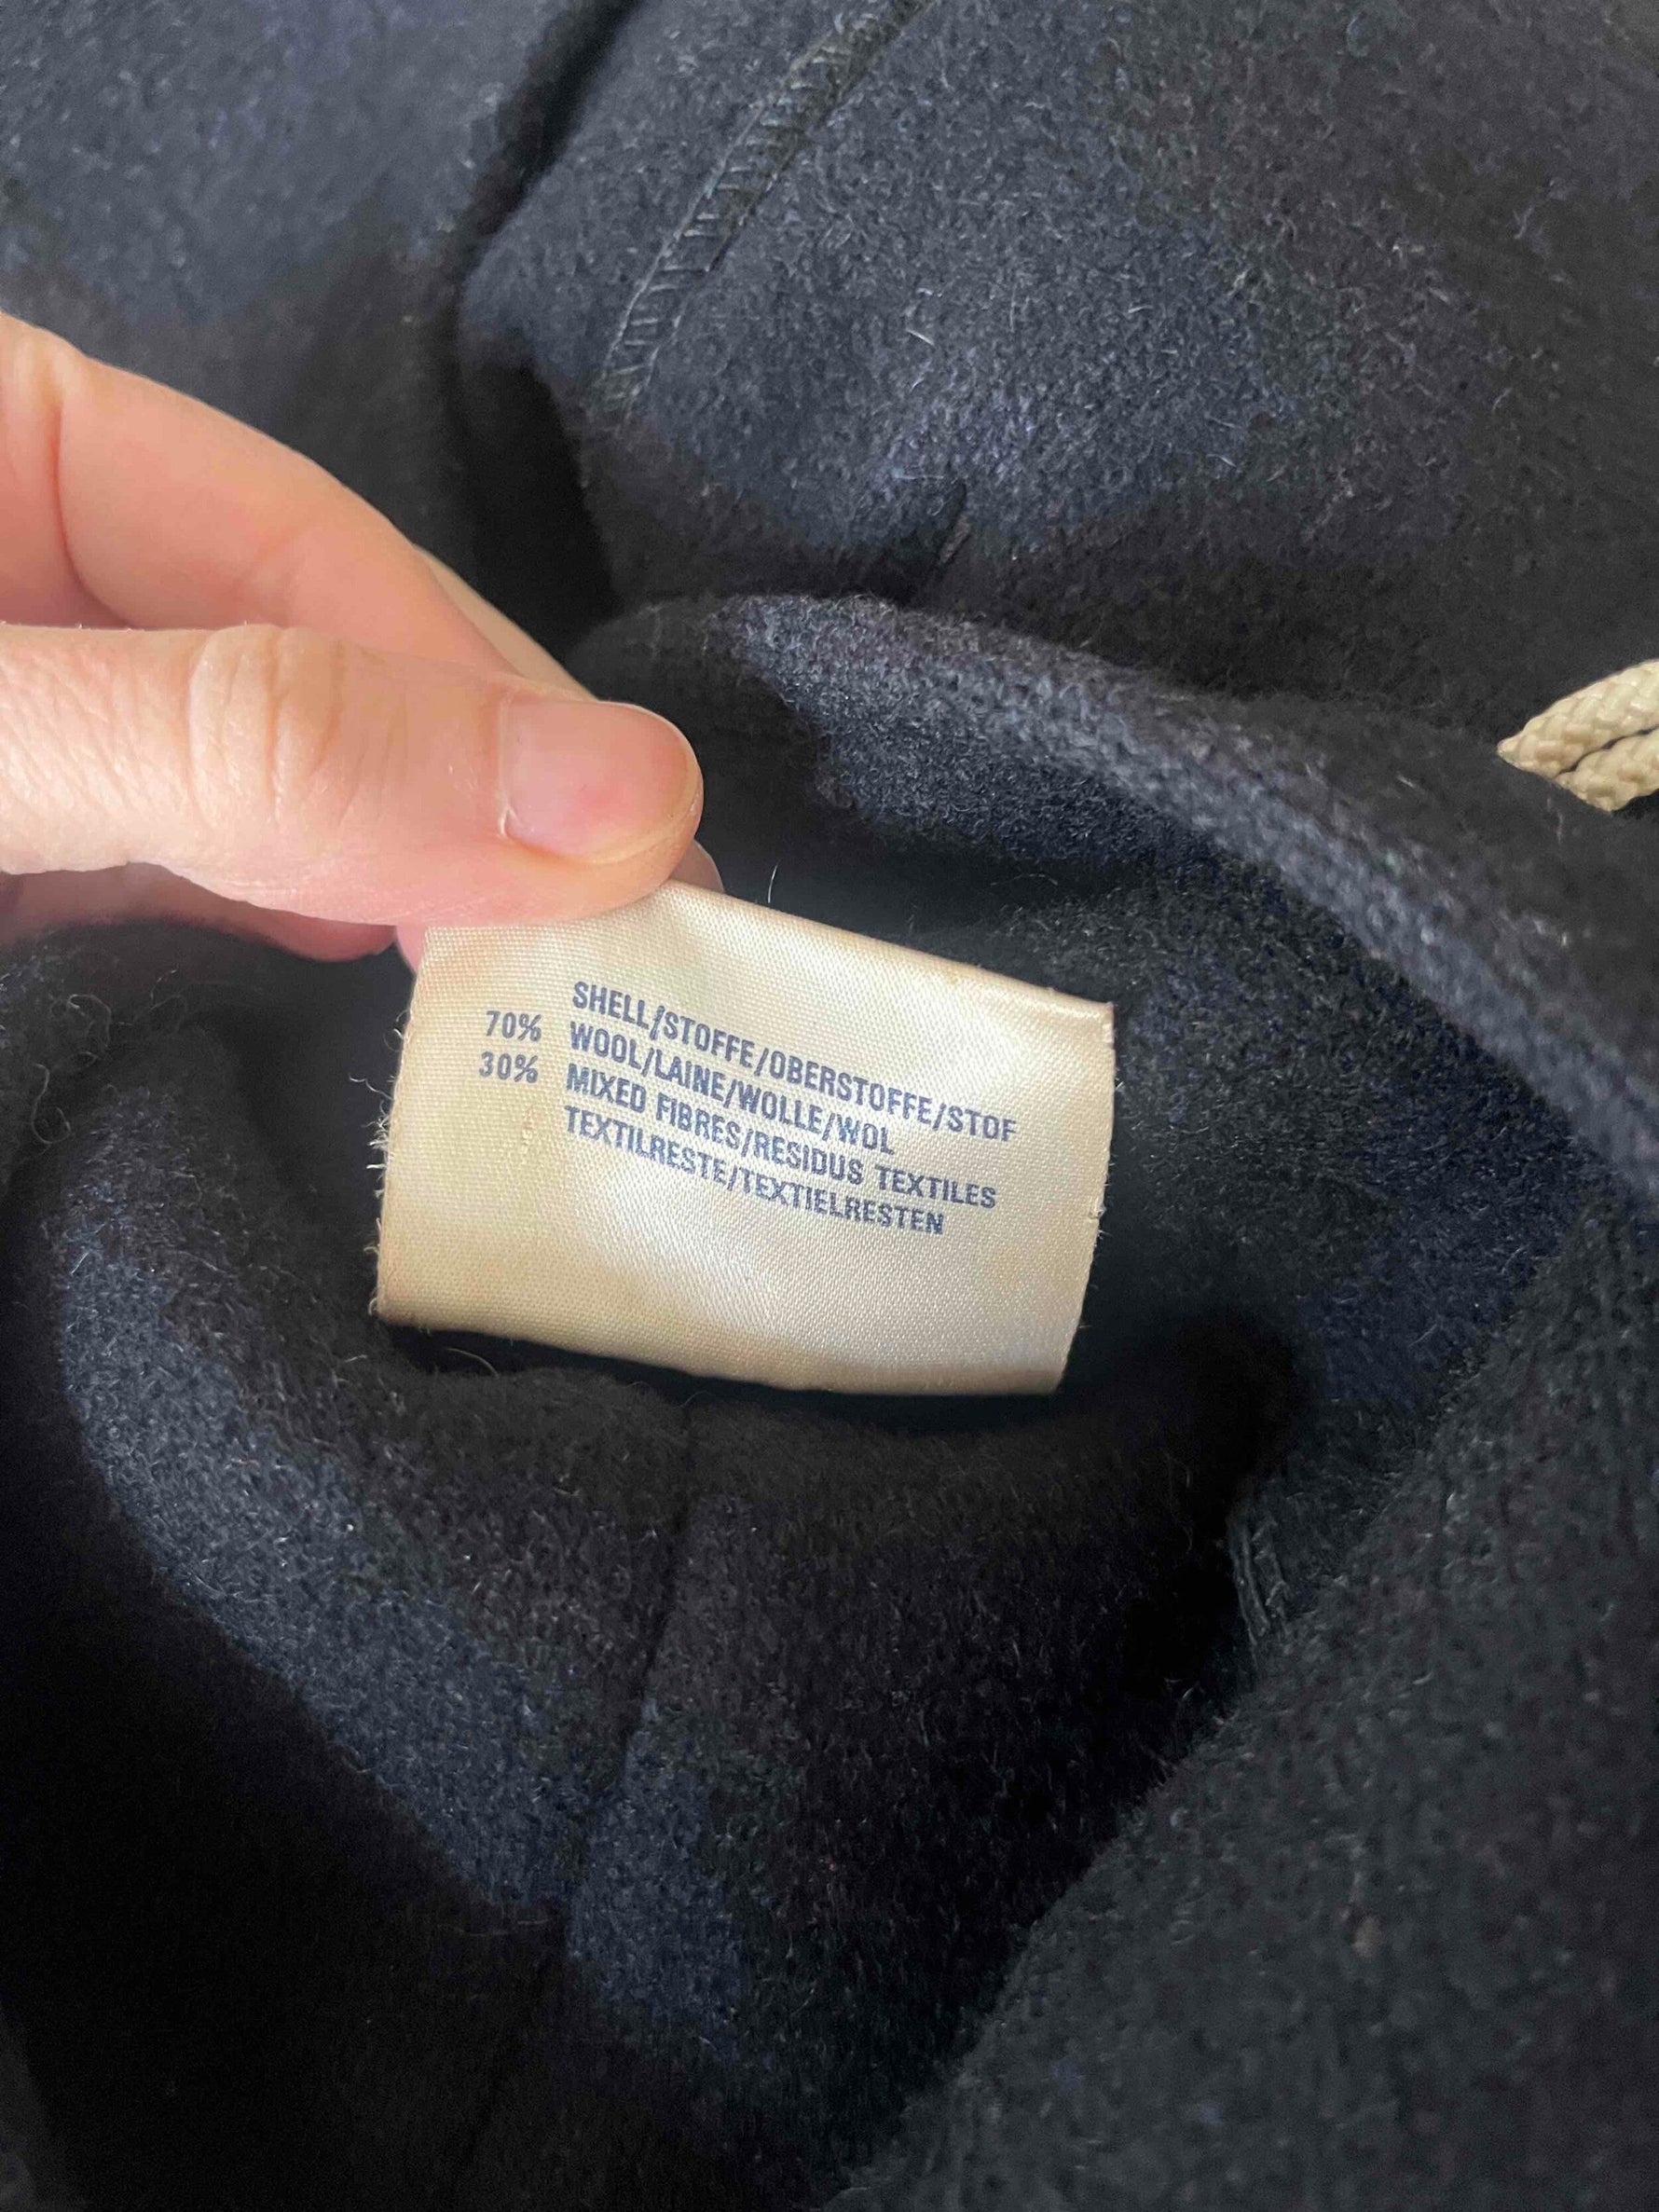 SHELL/STOFFE/OBERSTOFFE/STOF
70% WOOL/LAINE/WOLLE/WOL
30% MIXED FIBRES/RESIDUS TEXTILES
TEXTILRESTE/TEXTIELRESTEN